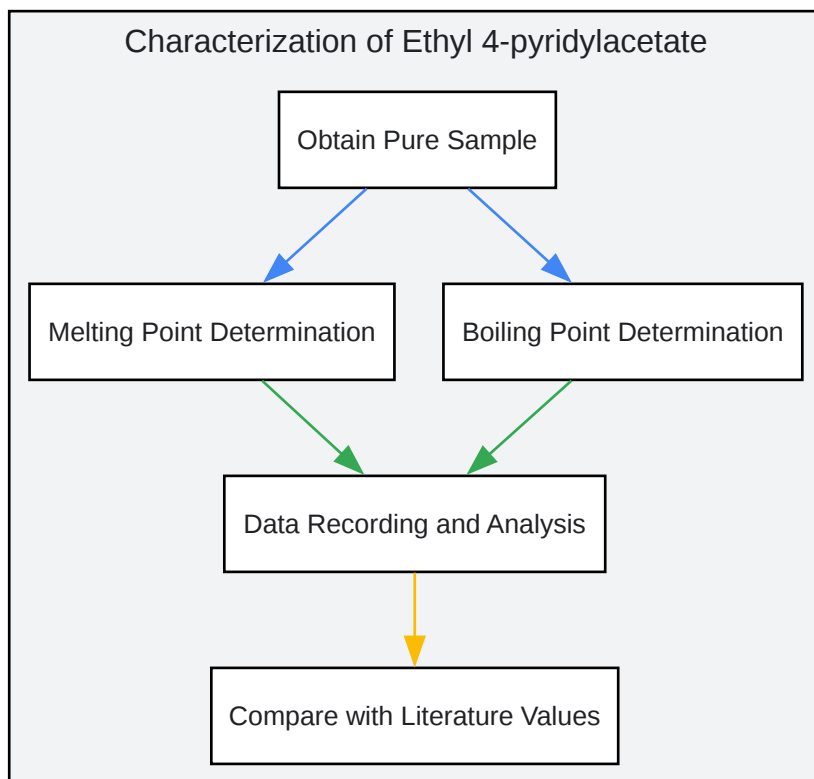 Characterization of Ethyl 4-pyridylacetate
Obtain Pure Sample
Melting Point Determination
Boiling Point Determination
Data Recording and Analysis
Compare with Literature Values